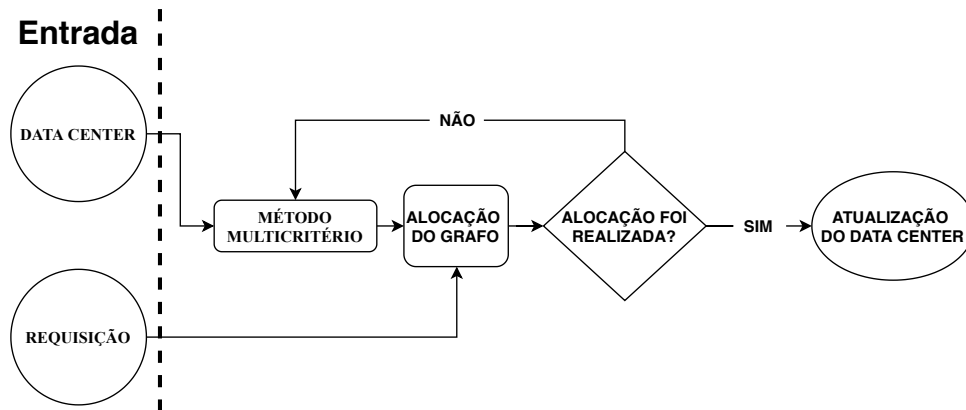 Entrada
DATA CENTER
NÃO
MÉTODO
MULTICRITÉRIO
ALOCAÇÃO
DO GRAFO
ALOCAÇÃO FOI
REALIZADA?
SIM
ATUALIZAÇÃO
DO DATA CENTER
REQUISIÇÃO